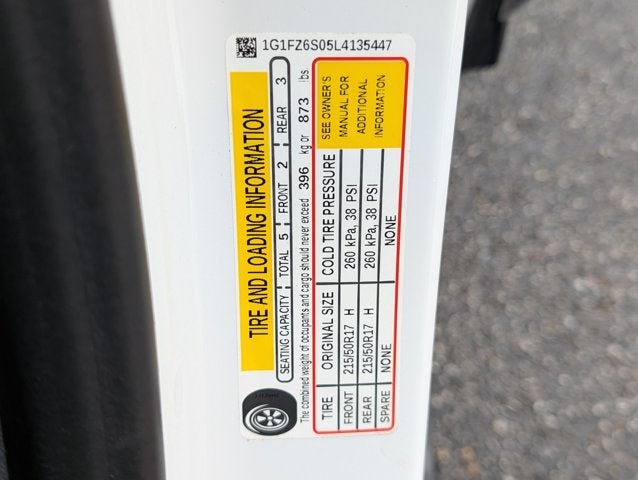 1G1FZ6S05L4135447
TIRE AND LOADING INFORMATION
SEATING CAPACITY TOTAL 5 FRONT 2 REAR 3
The combined weight of occupants and cargo should never exceed 396 kg or 873 lbs.
TIRE ORIGINAL SIZE COLD TIRE PRESSURE SEE OWNER'S
FRONT 215/50R17 H 260 kPa, 38 PSI MANUAL FOR
REAR 215/50R17 H 260 kPa, 38 PSI ADDITIONAL
SPARE NONE NONE INFORMATION